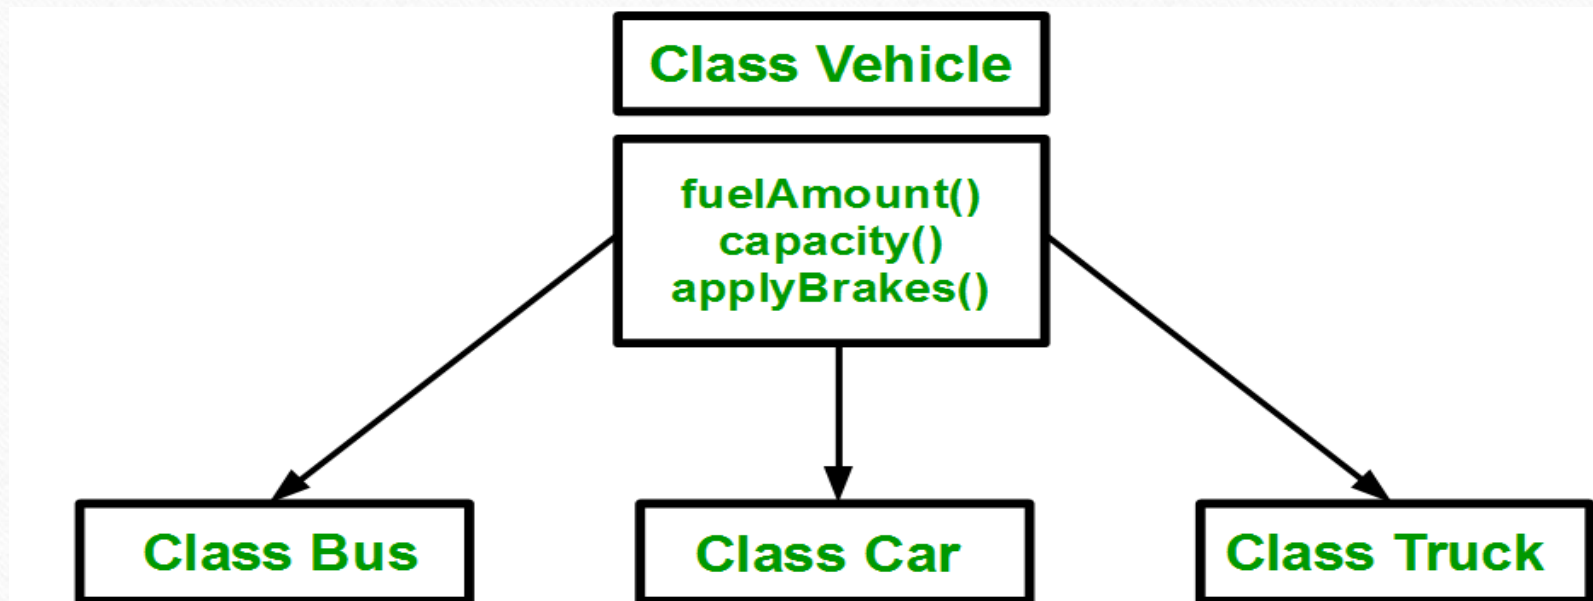 Class Vehicle
fuelAmount()
capacity()
applyBrakes()
Class Bus
Class Car
Class Truck